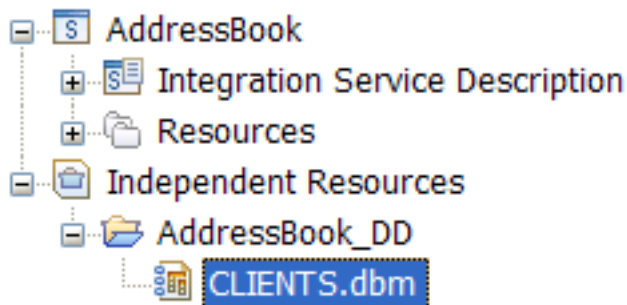 AddressBook
Integration Service Description
Resources
Independent Resources
AddressBook_DD
CLIENTS.dbm